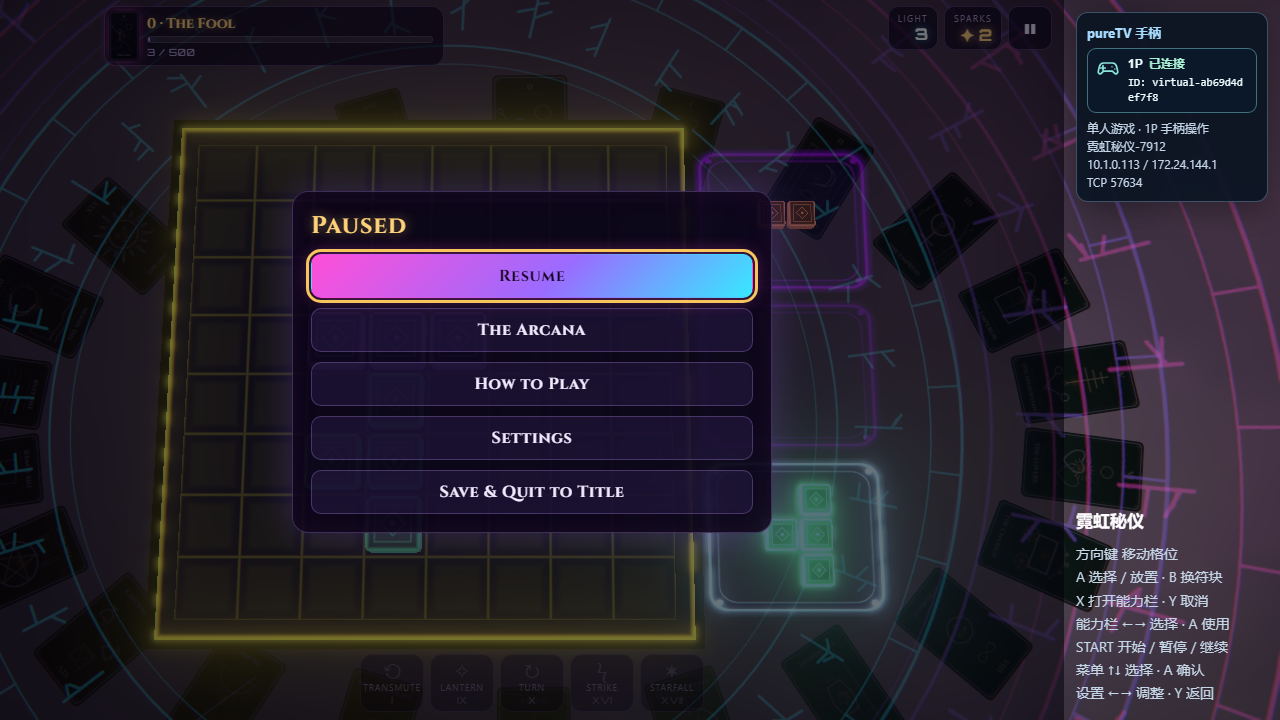 0 · The Fool
3 / 500
LIGHT
3
SPARKS
✦2
Paused
Resume
The Arcana
How to Play
Settings
Save & Quit to Title
TRANSMUTE
I
LANTERN
IX
TURN
X
STRIKE
XVI
STARFALL
XVII
pureTV 手柄
1P 已连接
ID: virtual-ab69d4d
ef7f8
单人游戏 · 1P 手柄操作
霓虹秘仪-7912
10.1.0.113 / 172.24.144.1
TCP 57634
霓虹秘仪
方向键 移动格位
A 选择 / 放置 · B 换符块
X 打开能力栏 · Y 取消
能力栏 ←→ 选择 · A 使用
START 开始 / 暂停 / 继续
菜单 ↑↓ 选择 · A 确认
设置 ←→ 调整 · Y 返回